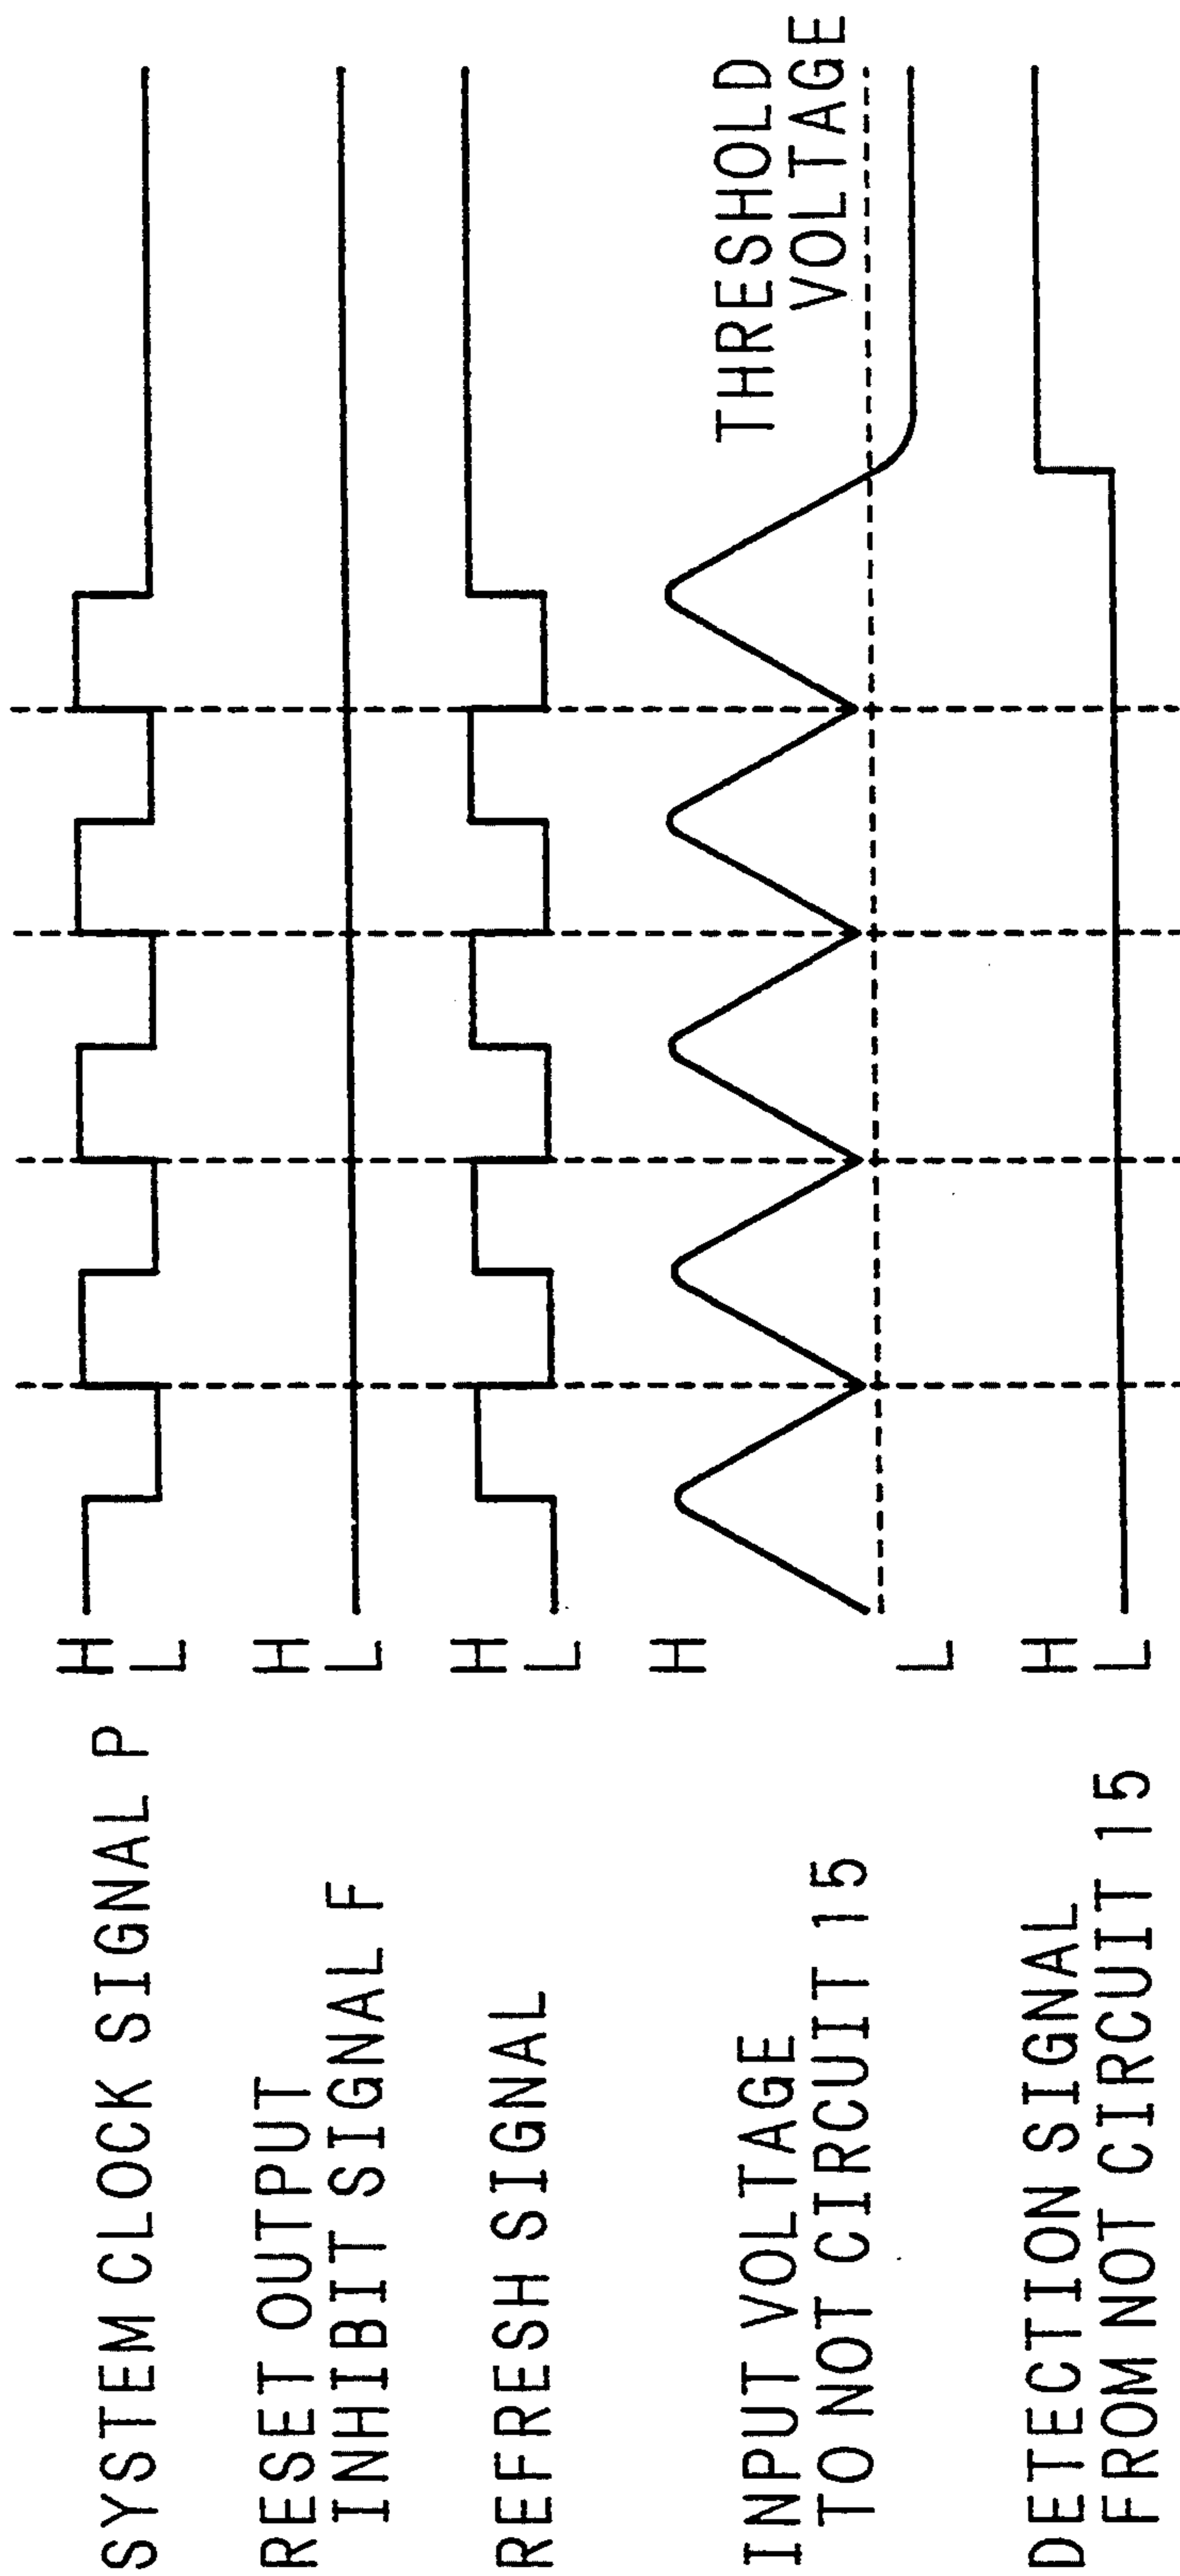 SYSTEM CLOCK SIGNAL P
H
L
RESET OUTPUT
INHIBIT SIGNAL F
H
L
REFRESH SIGNAL
H
L
INPUT VOLTAGE
TO NOT CIRCUIT 15
H
L
THRESHOLD
VOLTAGE
DETECTION SIGNAL
FROM NOT CIRCUIT 15
H
L